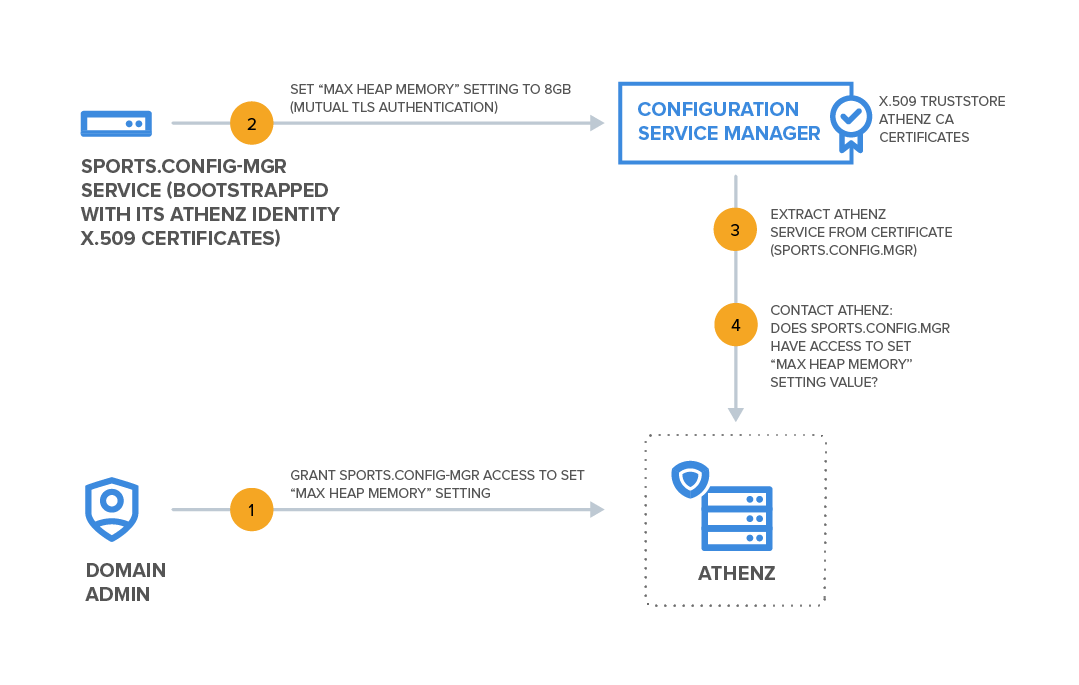 SET “MAX HEAP MEMORY” SETTING TO 8GB
(MUTUAL TLS AUTHENTICATION)
2
SPORTS.CONFIG-MGR
SERVICE (BOOTSTRAPPED
WITH ITS ATHENZ IDENTITY
X.509 CERTIFICATES)
CONFIGURATION
SERVICE MANAGER
X.509 TRUSTSTORE
ATHENZ CA
CERTIFICATES
3
EXTRACT ATHENZ
SERVICE FROM CERTIFICATE
(SPORTS.CONFIG.MGR)
4
CONTACT ATHENZ:
DOES SPORTS.CONFIG.MGR
HAVE ACCESS TO SET
“MAX HEAP MEMORY”
SETTING VALUE?
GRANT SPORTS.CONFIG-MGR ACCESS TO SET
“MAX HEAP MEMORY” SETTING
1
DOMAIN
ADMIN
ATHENZ